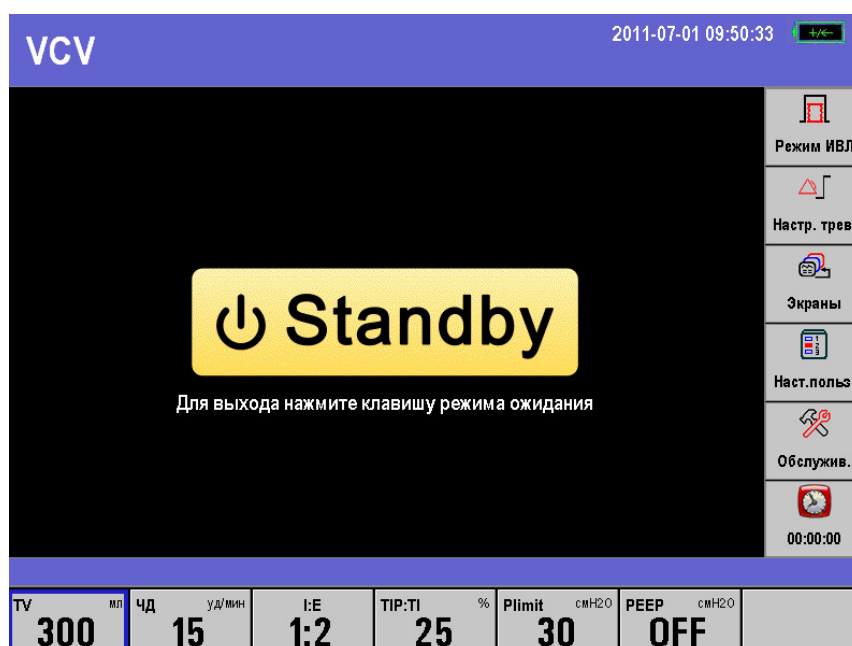 VCV
2011-07-01 09:50:33
+/←
Режим ИВЛ
Настр. трев
Экраны
Наст.польз
Обслужив.
00:00:00
Standby
Для выхода нажмите клавишу режима ожидания
TV мл
300
ЧД уд/мин
15
I:E
1:2
TIP:TI %
25
Plimit смH2O
30
PEEP смH2O
OFF